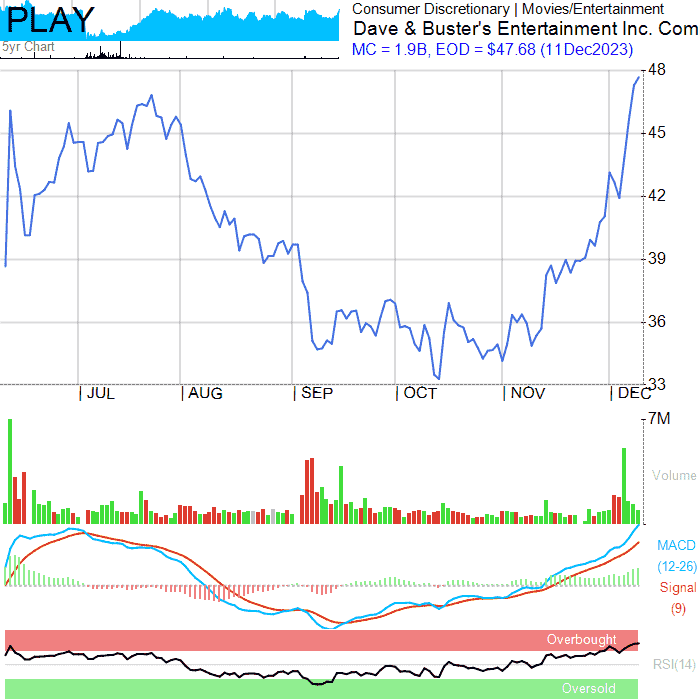 PLAY
5yr Chart
Consumer Discretionary | Movies/Entertainment
Dave & Buster's Entertainment Inc. Com
MC = 1.9B, EOD = $47.68 (11Dec2023)
48
45
42
39
36
33
JUL AUG SEP OCT NOV DEC
7M
Volume
MACD
(12-26)
Signal
(9)
Overbought
RSI(14)
Oversold